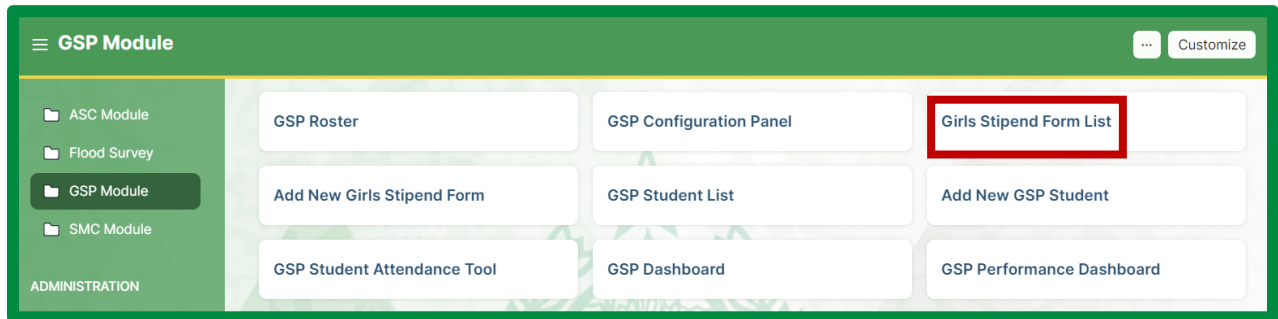 GSP Module
... Customize
ASC Module
Flood Survey
GSP Module
SMC Module
ADMINISTRATION
GSP Roster
GSP Configuration Panel
Girls Stipend Form List
Add New Girls Stipend Form
GSP Student List
Add New GSP Student
GSP Student Attendance Tool
GSP Dashboard
GSP Performance Dashboard